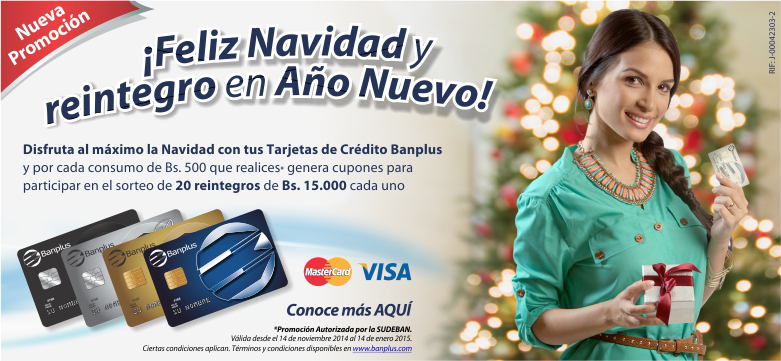 Nueva
Promoción
¡Feliz Navidad y
reintegro en Año Nuevo!
Disfruta al máximo la Navidad con tus Tarjetas de Crédito Banplus
y por cada consumo de Bs. 500 que realices* genera cupones para
participar en el sorteo de 20 reintegros de Bs. 15.000 cada uno
Banplus
Banplus
Banplus
Banplus
SU NOMBRE
MasterCard VISA
Conoce más AQUÍ
*Promoción Autorizada por la SUDEBAN.
Válida desde el 14 de noviembre 2014 al 14 de enero 2015.
Ciertas condiciones aplican. Términos y condiciones disponibles en www.banplus.com
RIF: J-00042303-2